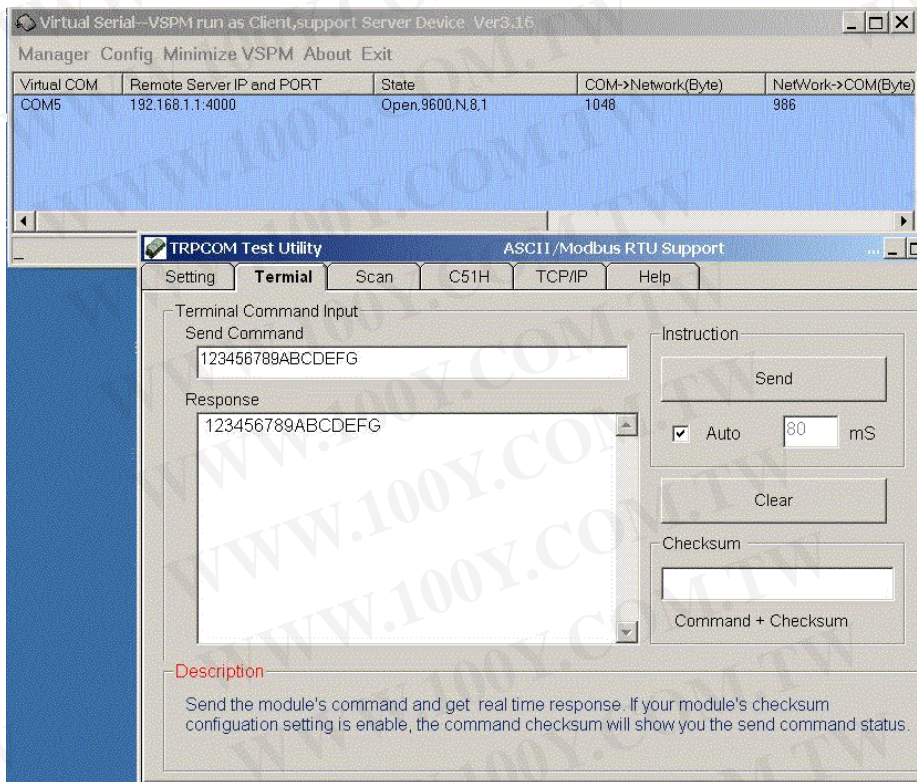 Virtual Serial--VSPM run as Client,support Server Device Ver3.16
Manager Config Minimize VSPM About Exit
Virtual COM Remote Server IP and PORT State COM->Network(Byte) NetWork->COM(Byte)
COM5 192.168.1.1:4000 Open,9600,N,8,1 1048 986
TRPCOM Test Utility ASCII/Modbus RTU Support ...
Setting Termial Scan C51H TCP/IP Help
Terminal Command Input
Send Command
123456789ABCDEFG
Instruction
Send
Response
123456789ABCDEFG
Auto 80 mS
Clear
Checksum
Command + Checksum
Description
Send the module's command and get real time response. If your module's checksum
configuation setting is enable, the command checksum will show you the send command status.
WWW.100Y.COM.TW